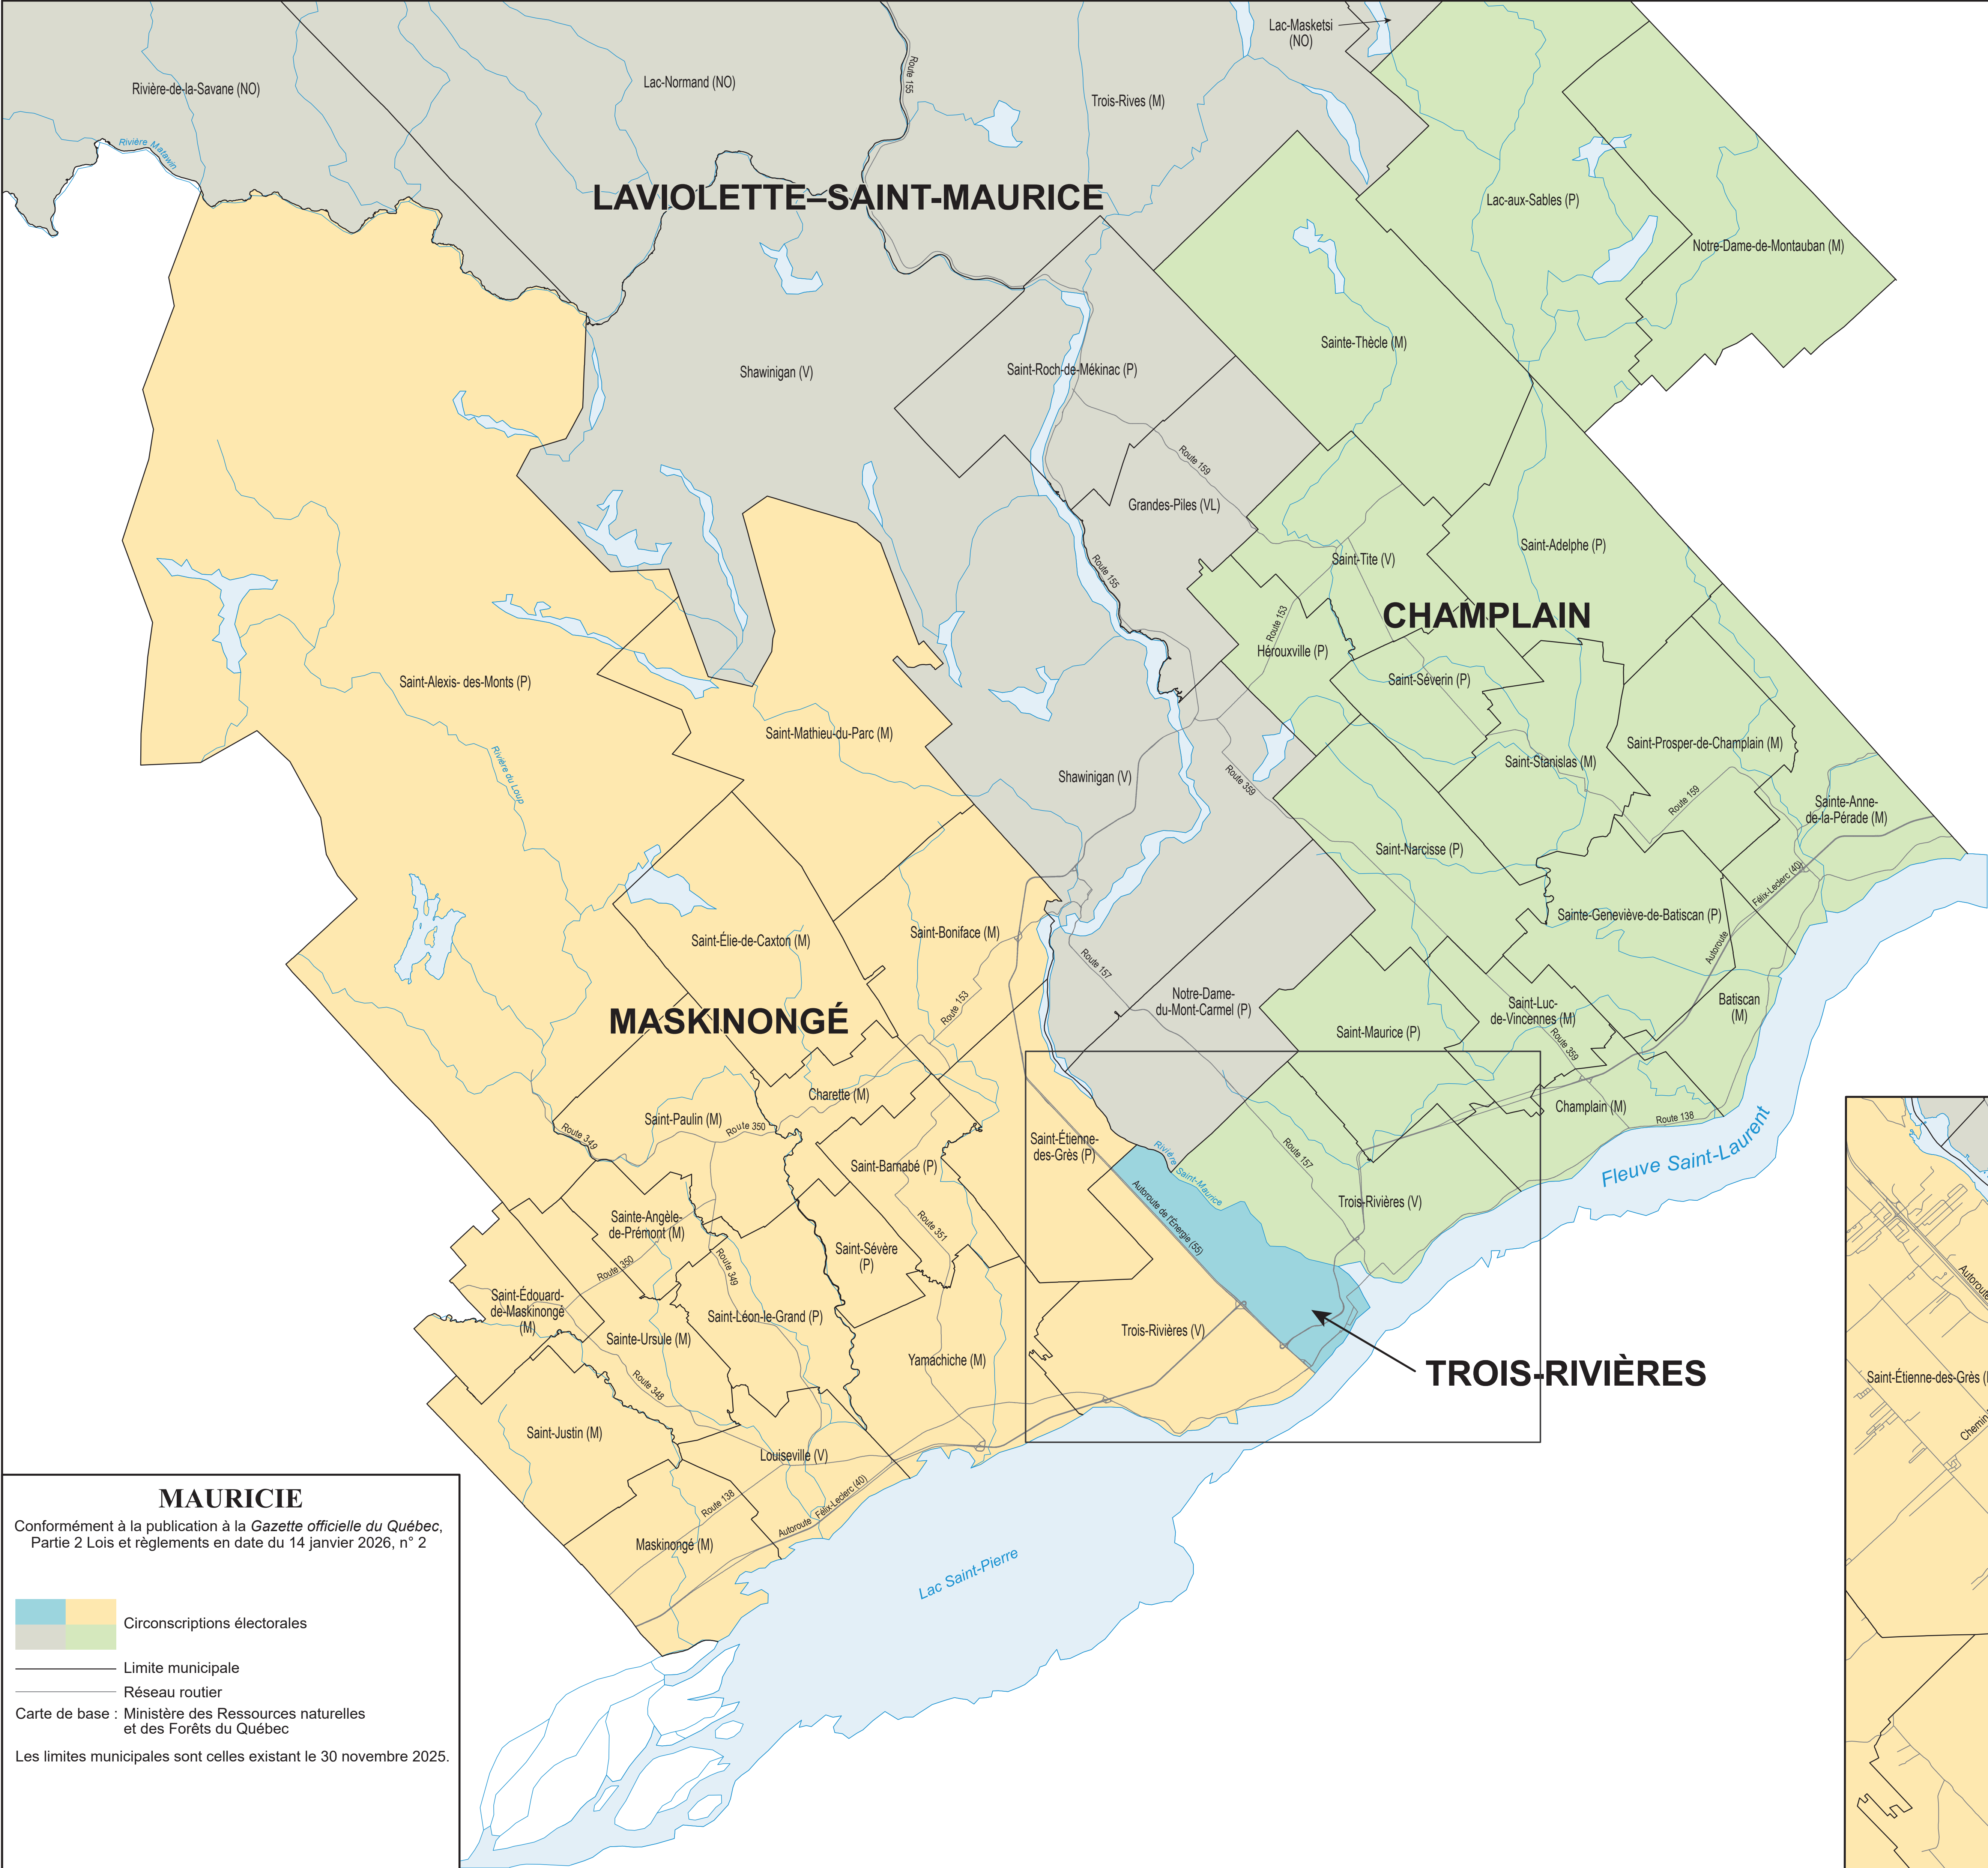 Lac-Masketsi
(NO)
Rivière-de-la-Savane (NO)
Lac-Normand (NO)
Route 155
Trois-Rives (M)
Rivière Matawin
LAVIOLETTE–SAINT-MAURICE
Lac-aux-Sables (P)
Notre-Dame-de-Montauban (M)
Sainte-Thècle (M)
Shawinigan (V)
Saint-Roch-de-Mékinac (P)
Route 159
Grandes-Piles (VL)
Route 155
Saint-Tite (V)
Saint-Adelphe (P)
CHAMPLAIN
Route 153
Hérouxville (P)
Saint-Séverin (P)
Saint-Alexis- des-Monts (P)
Saint-Mathieu-du-Parc (M)
Rivière du Loup
Shawinigan (V)
Route 359
Saint-Stanislas (M)
Saint-Prosper-de-Champlain (M)
Route 159
Sainte-Anne-
de-la-Pérade (M)
Saint-Narcisse (P)
Félix-Leclerc (40)
Autoroute
Sainte-Geneviève-de-Batiscan (P)
Saint-Élie-de-Caxton (M)
Saint-Boniface (M)
Route 157
Route 153
MASKINONGÉ
Notre-Dame-
du-Mont-Carmel (P)
Saint-Maurice (P)
Saint-Luc-
de-Vincennes (M)
Route 359
Batiscan
(M)
Charette (M)
Saint-Paulin (M)
Route 350
Route 349
Champlain (M)
Route 138
Fleuve Saint-Laurent
Saint-Étienne-
des-Grès (P)
Saint-Barnabé (P)
Rivière Saint-Maurice
Route 157
Autoroute de l'Énergie (55)
Trois-Rivières (V)
Sainte-Angèle-
de-Prémont (M)
Route 351
Saint-Sévère
(P)
Route 350
Route 349
Saint-Édouard-
de-Maskinongé
(M)
Sainte-Ursule (M)
Saint-Léon-le-Grand (P)
Yamachiche (M)
Trois-Rivières (V)
TROIS-RIVIÈRES
Route 348
Saint-Justin (M)
Louiseville (V)
Route 138
Autoroute Félix-Leclerc (40)
Maskinongé (M)
Lac Saint-Pierre
Autoroute
Saint-Étienne-des-Grès (
Chemin
MAURICIE
Conformément à la publication à la Gazette officielle du Québec,
Partie 2 Lois et règlements en date du 14 janvier 2026, n° 2
Circonscriptions électorales
Limite municipale
Réseau routier
Carte de base : Ministère des Ressources naturelles
et des Forêts du Québec
Les limites municipales sont celles existant le 30 novembre 2025.